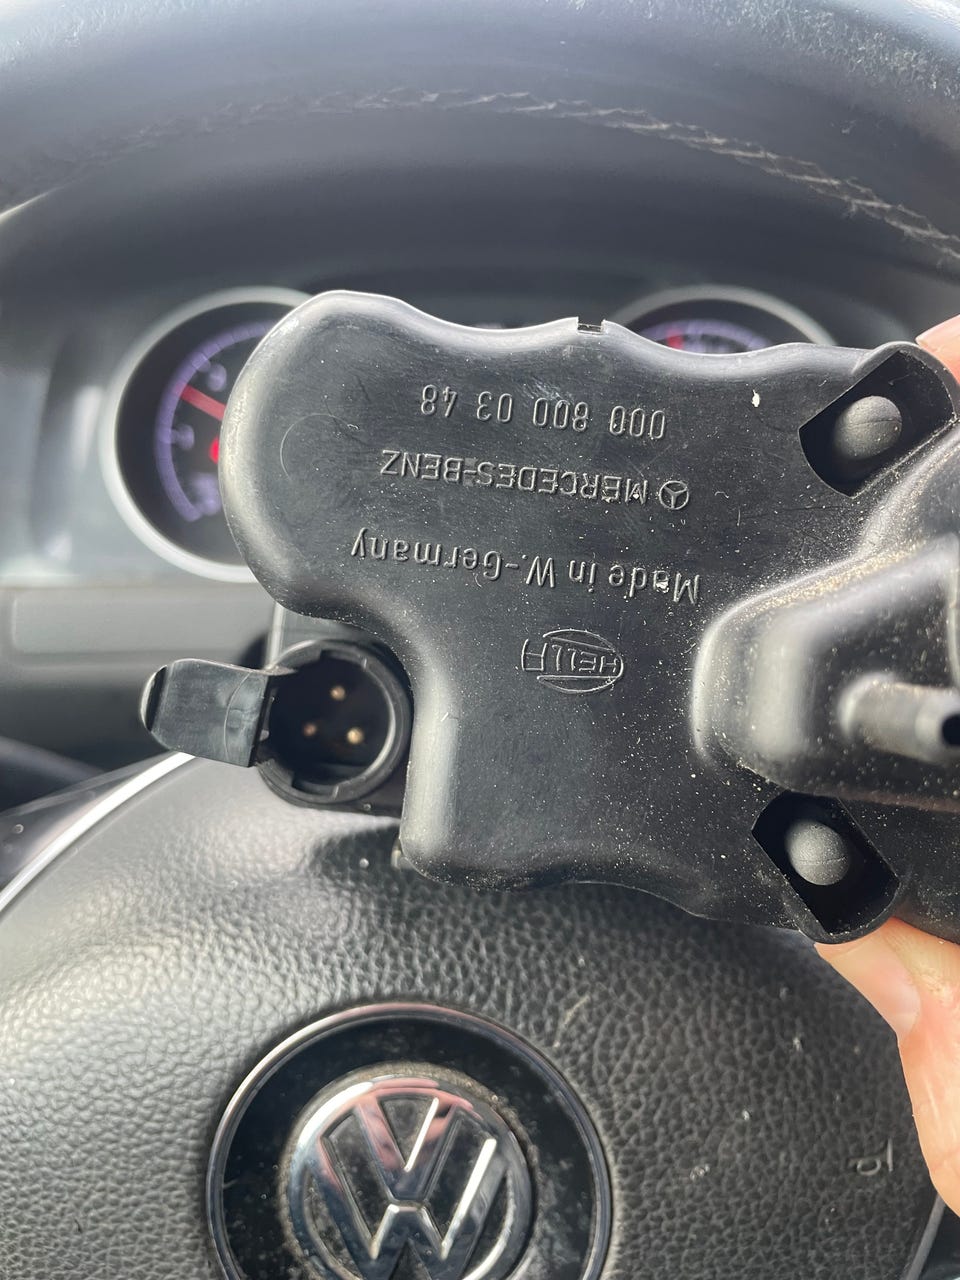 000 800 03 48
MERCEDES-BENZ
Made in W.-Germany
HELLA